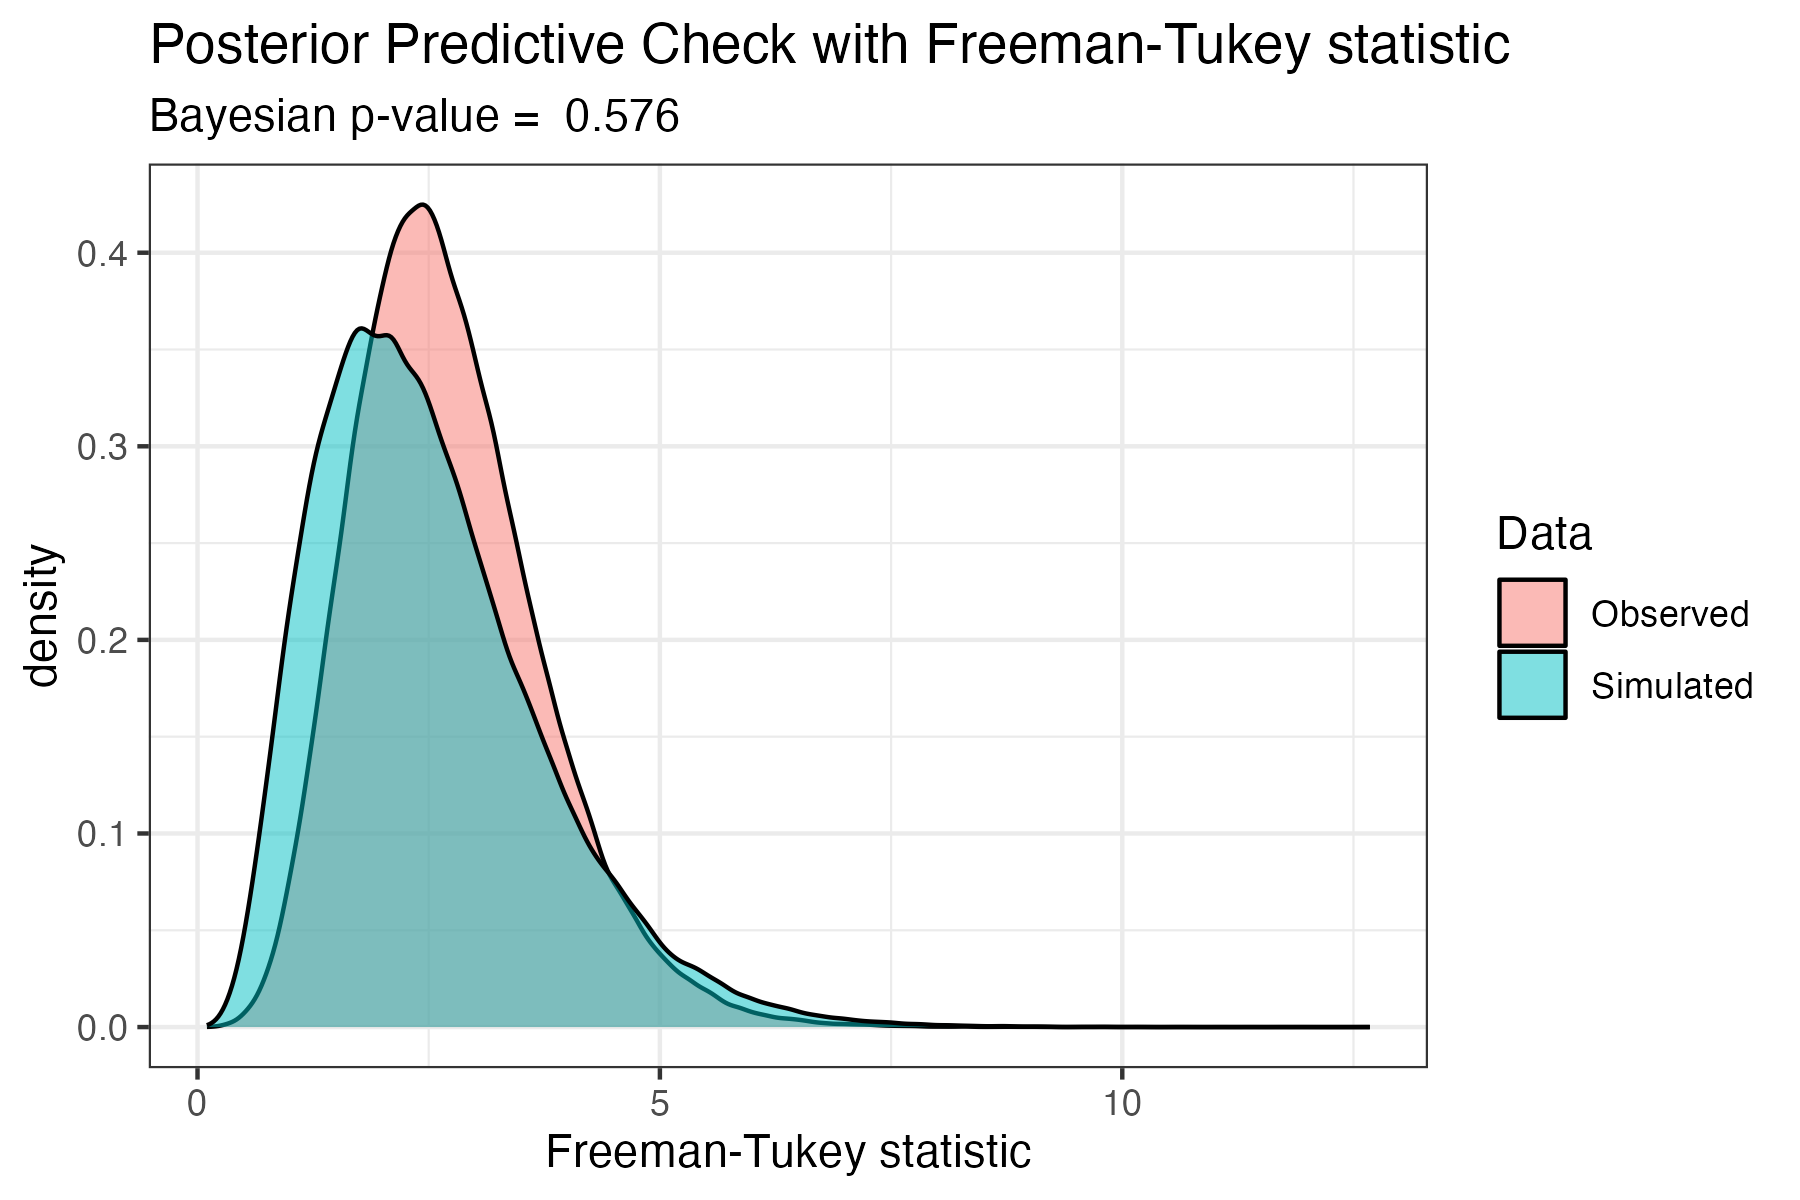 Posterior Predictive Check with Freeman-Tukey statistic
Bayesian p-value =  0.576
0.4
0.3
0.2
0.1
0.0
density
0
5
10
Freeman-Tukey statistic
Data
Observed
Simulated